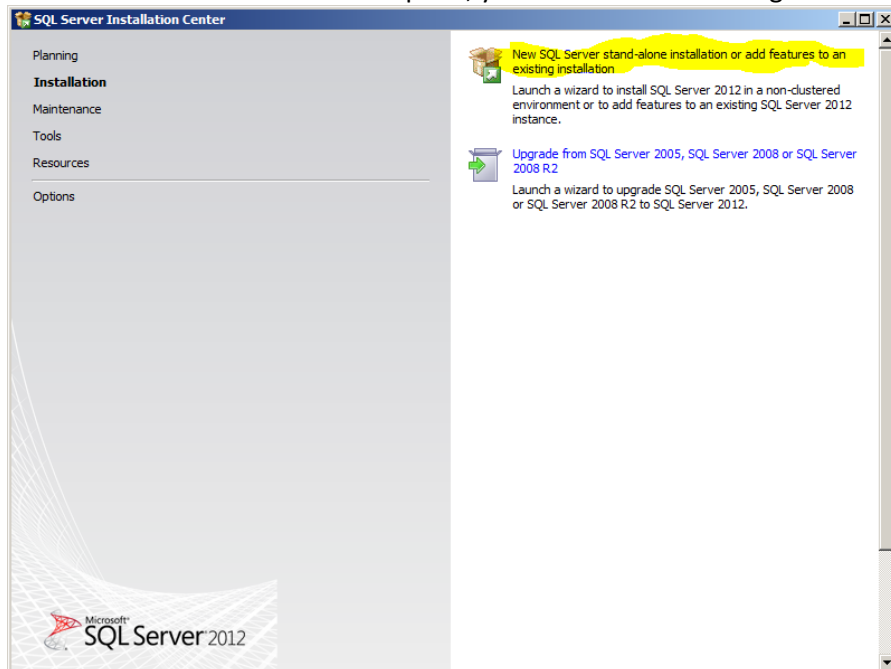 SQL Server Installation Center
Planning
Installation
Maintenance
Tools
Resources
Options
New SQL Server stand-alone installation or add features to an
existing installation
Launch a wizard to install SQL Server 2012 in a non-clustered
environment or to add features to an existing SQL Server 2012
instance.
Upgrade from SQL Server 2005, SQL Server 2008 or SQL Server
2008 R2
Launch a wizard to upgrade SQL Server 2005, SQL Server 2008
or SQL Server 2008 R2 to SQL Server 2012.
Microsoft
SQL Server 2012